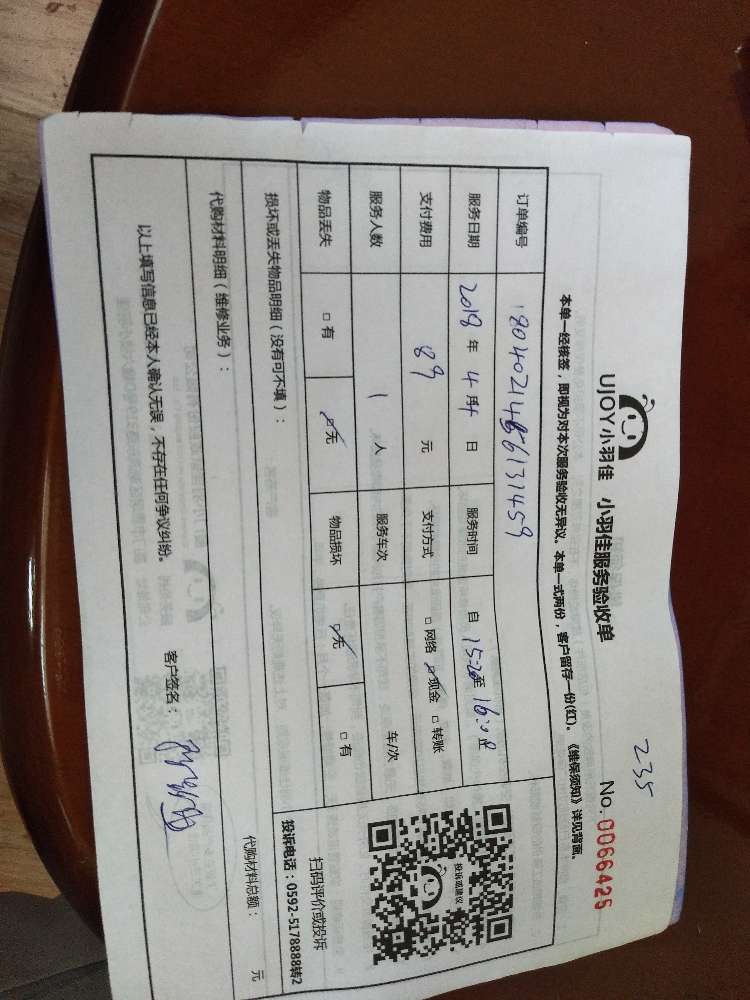 235
UJOY小羽佳 小羽佳服务验收单 No.0066425
本单一经核签，即视为对本次服务验收无异议。本单一式两份，客户留存一份(红)。《维保须知》详见背面。
订单编号
服务日期 2018 年 4 月 4 日 服务时间 自 15:20 至 16:20 止
支付费用 89 元 支付方式 □ 网络 ☑ 现金 □ 转账
服务人数 1 人 服务车次 车/次
物品丢失 □ 有 ☑ 无 物品损坏 ☑ 无 □ 有
投诉或建议
扫码评价或投诉
投诉电话：0592-5178888转2
损坏或丢失物品明细（没有可不填）：
代购材料明细（维修业务）： 代购材料总额： 元
以上填写信息已经本人确认无误，不存在任何争议纠纷。 客户签名：